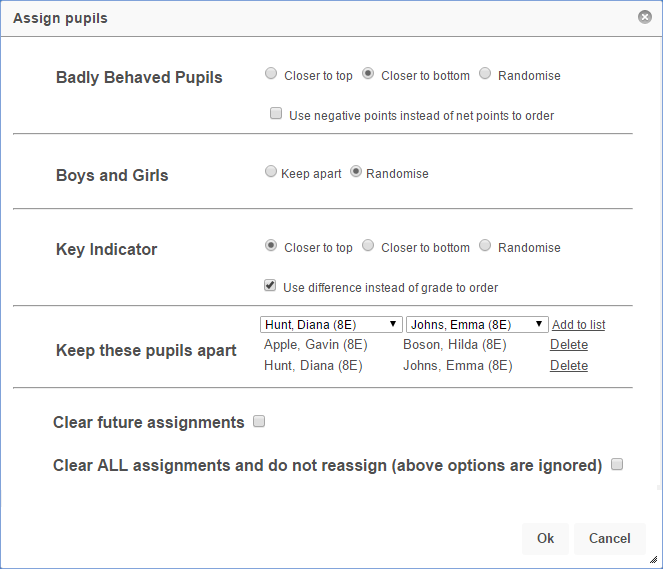 Assign pupils
Badly Behaved Pupils Closer to top Closer to bottom Randomise
Use negative points instead of net points to order
Boys and Girls Keep apart Randomise
Key Indicator Closer to top Closer to bottom Randomise
Use difference instead of grade to order
Hunt, Diana (8E) Johns, Emma (8E) Add to list
Keep these pupils apart Apple, Gavin (8E) Boson, Hilda (8E) Delete
Hunt, Diana (8E) Johns, Emma (8E) Delete
Clear future assignments
Clear ALL assignments and do not reassign (above options are ignored)
Ok Cancel